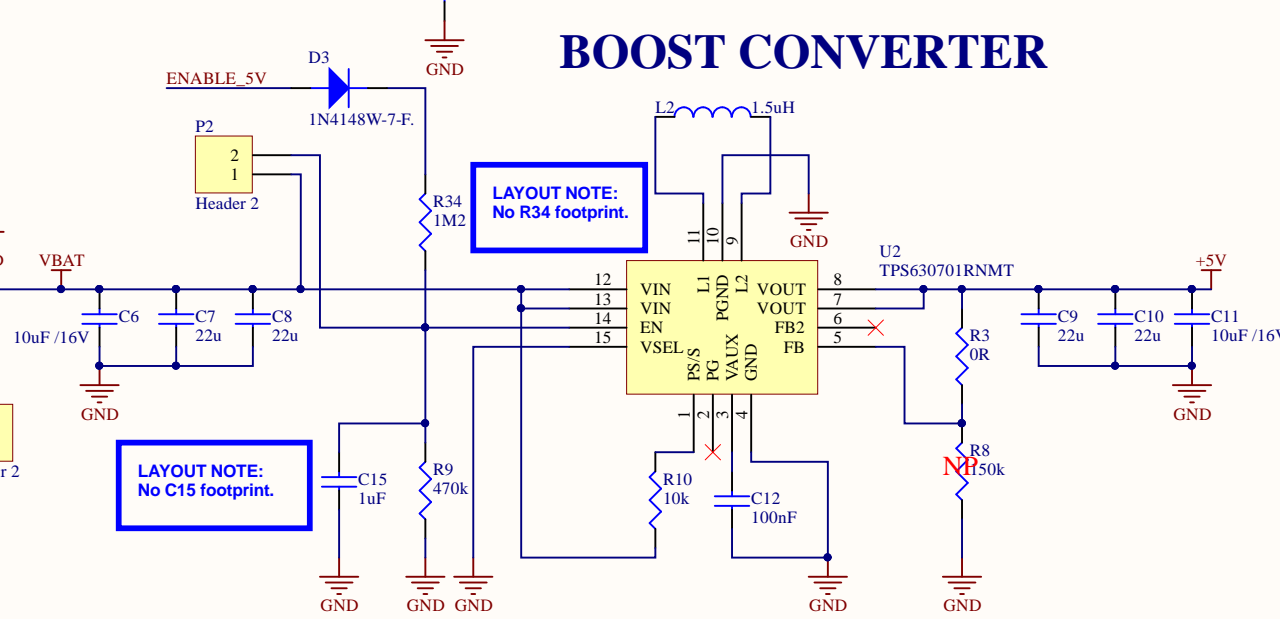 BOOST CONVERTER
GND
D3
ENABLE_5V
1N4148W-7-F.
P2
2
1
Header 2
L2
1.5uH
R34
1M2
LAYOUT NOTE:
No R34 footprint.
11
10
9
GND
U2
TPS630701RNMT
VBAT
+5V
12
13
14
15
VIN
VIN
EN
VSEL
L1
PGND
L2
VOUT
VOUT
FB2
FB
8
7
6
5
PS/S
PG
VAUX
GND
1
2
3
4
C6
10uF /16V
C7
22u
C8
22u
GND
R3
0R
C9
22u
C10
22u
C11
10uF /16V
GND
r 2
LAYOUT NOTE:
No C15 footprint.
C15
1uF
R9
470k
R10
10k
C12
100nF
R8
150k
NP
GND
GND
GND
GND
GND